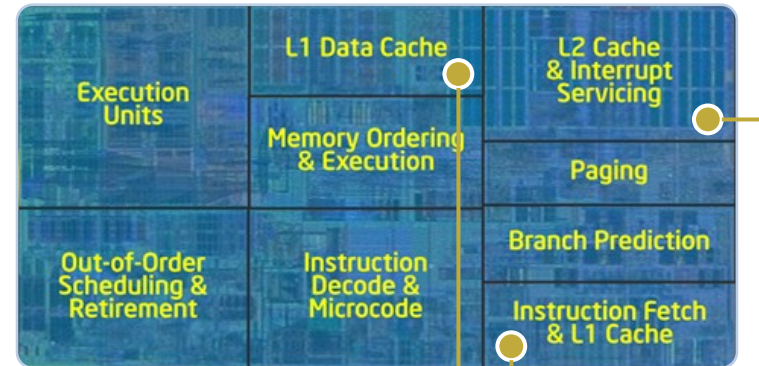 Execution
Units
L1 Data Cache
L2 Cache
& Interrupt
Servicing
Memory Ordering
& Execution
Paging
Out-of-Order
Scheduling &
Retirement
Instruction
Decode &
Microcode
Branch Prediction
Instruction Fetch
& L1 Cache